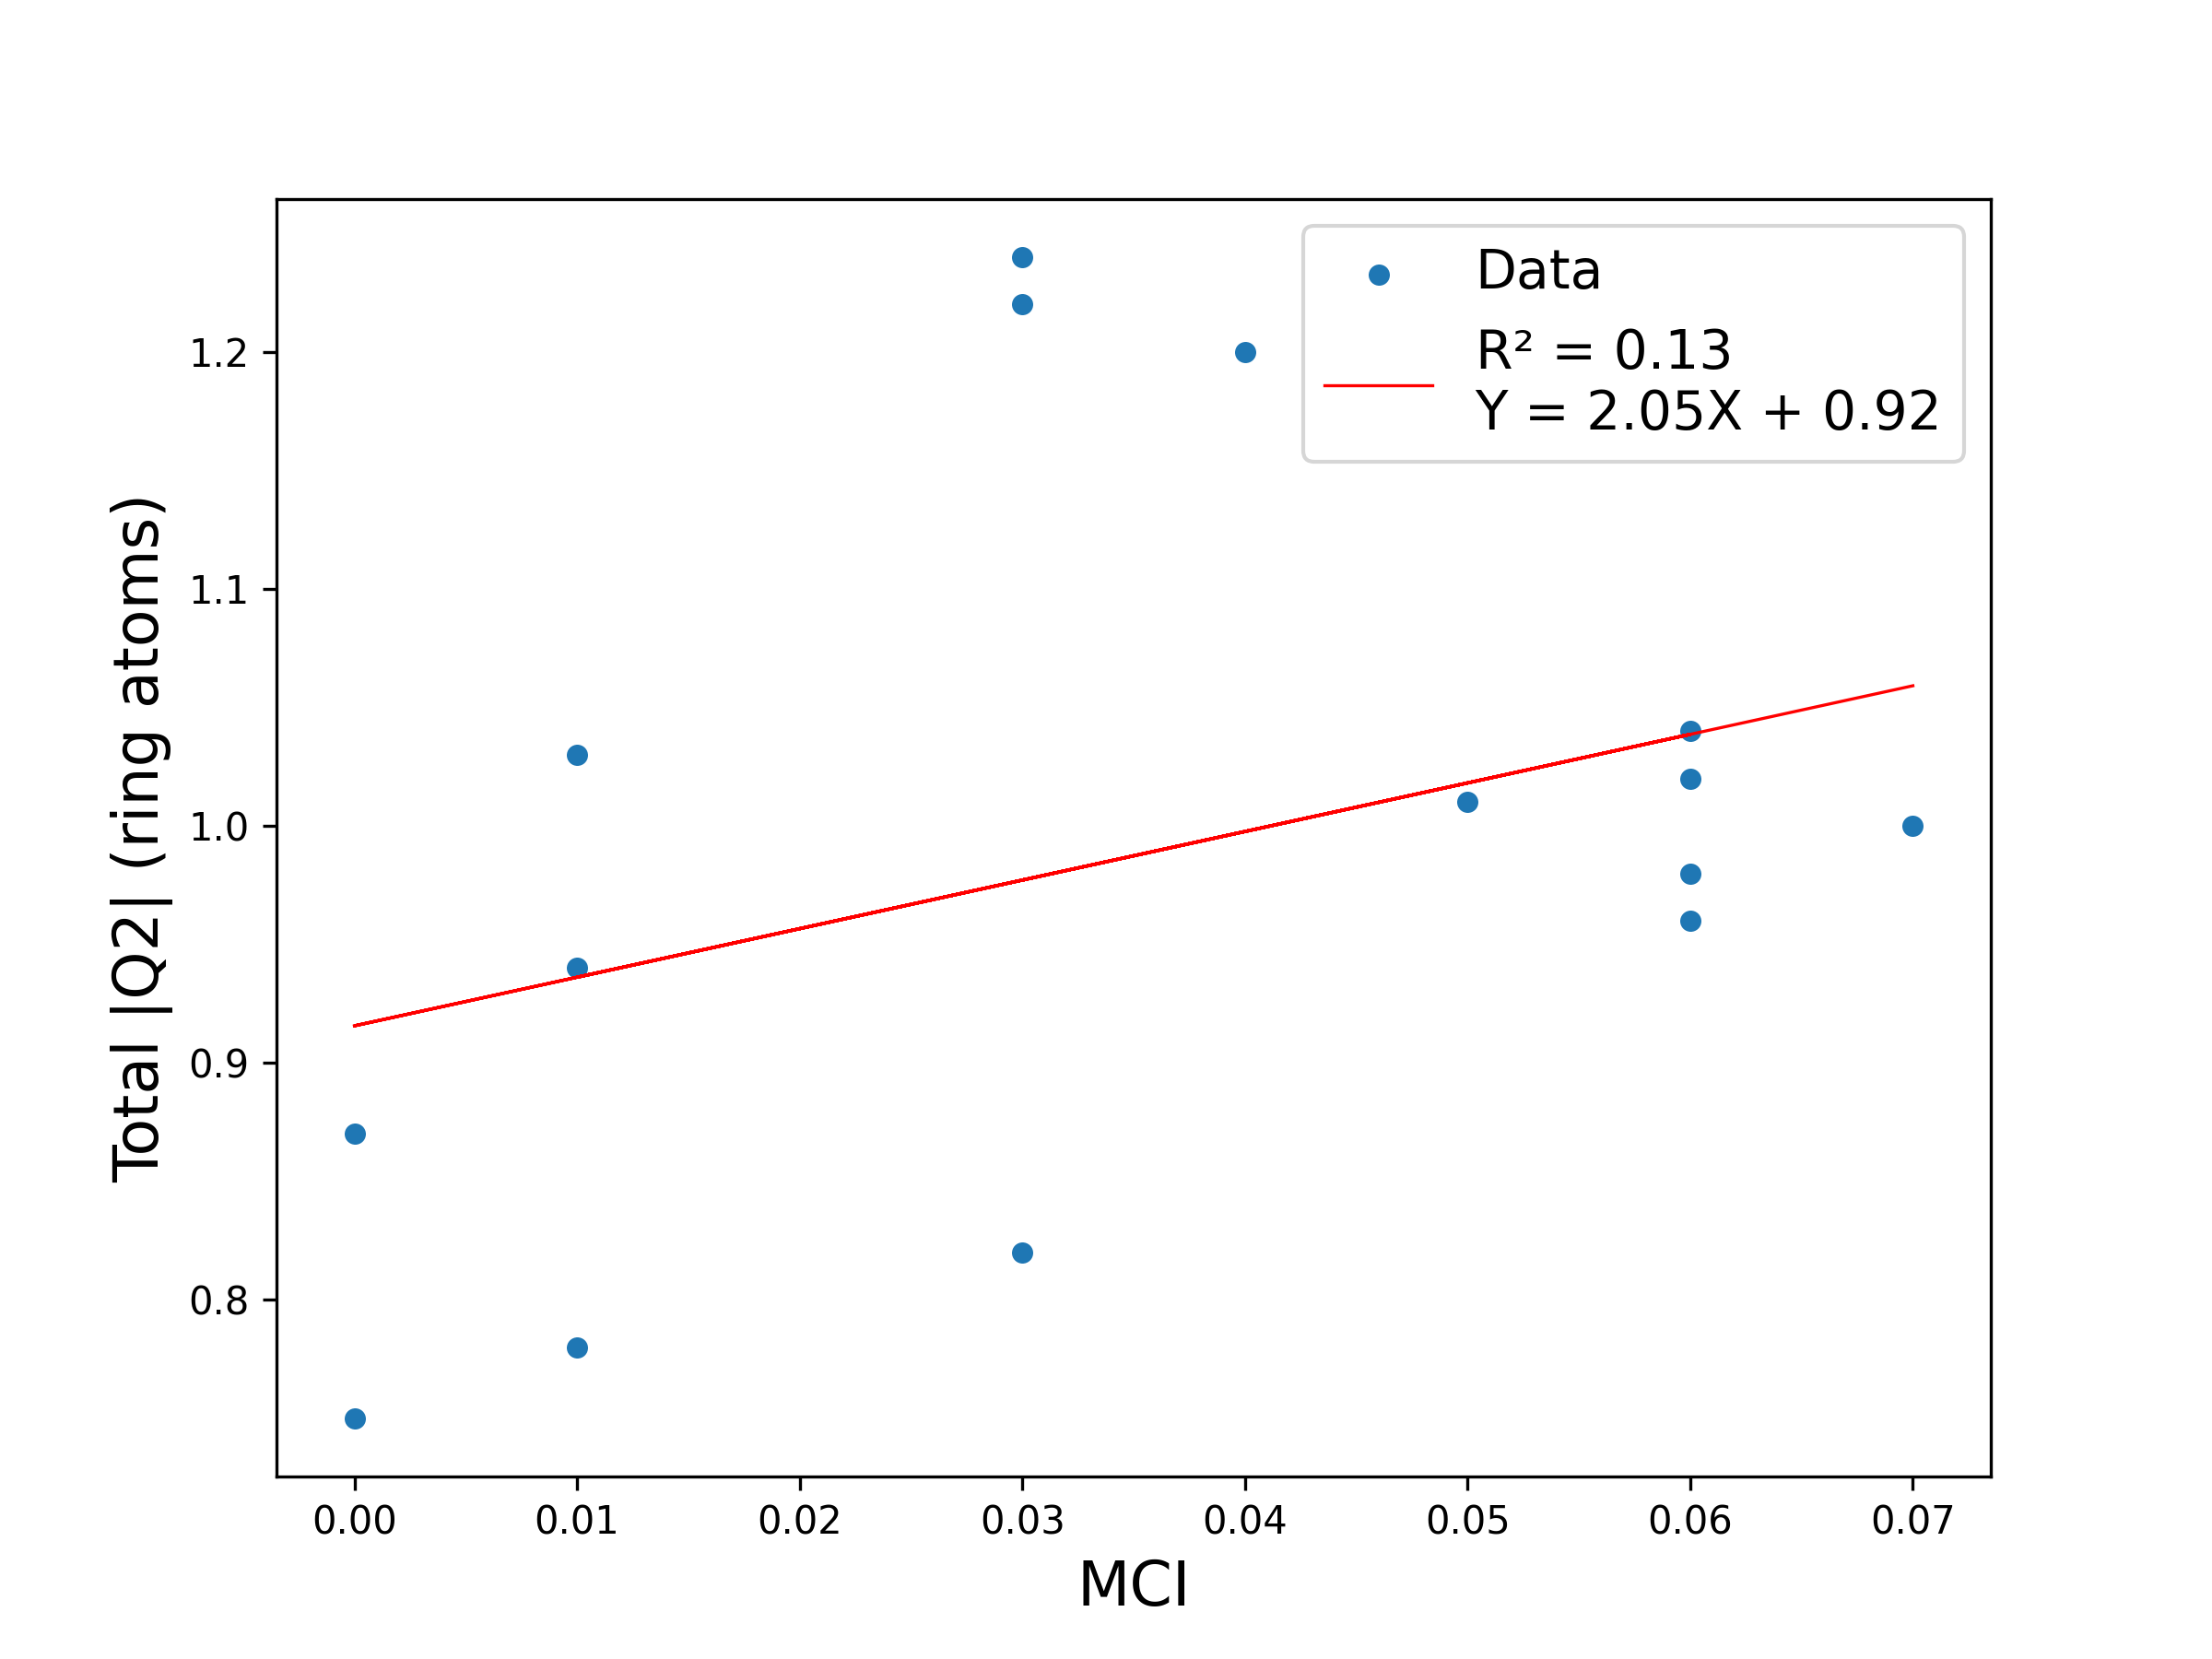 Data
R² = 0.13
Y = 2.05X + 0.92
Total |Q2| (ring atoms)
1.2
1.1
1.0
0.9
0.8
0.00 0.01 0.02 0.03 0.04 0.05 0.06 0.07
MCI